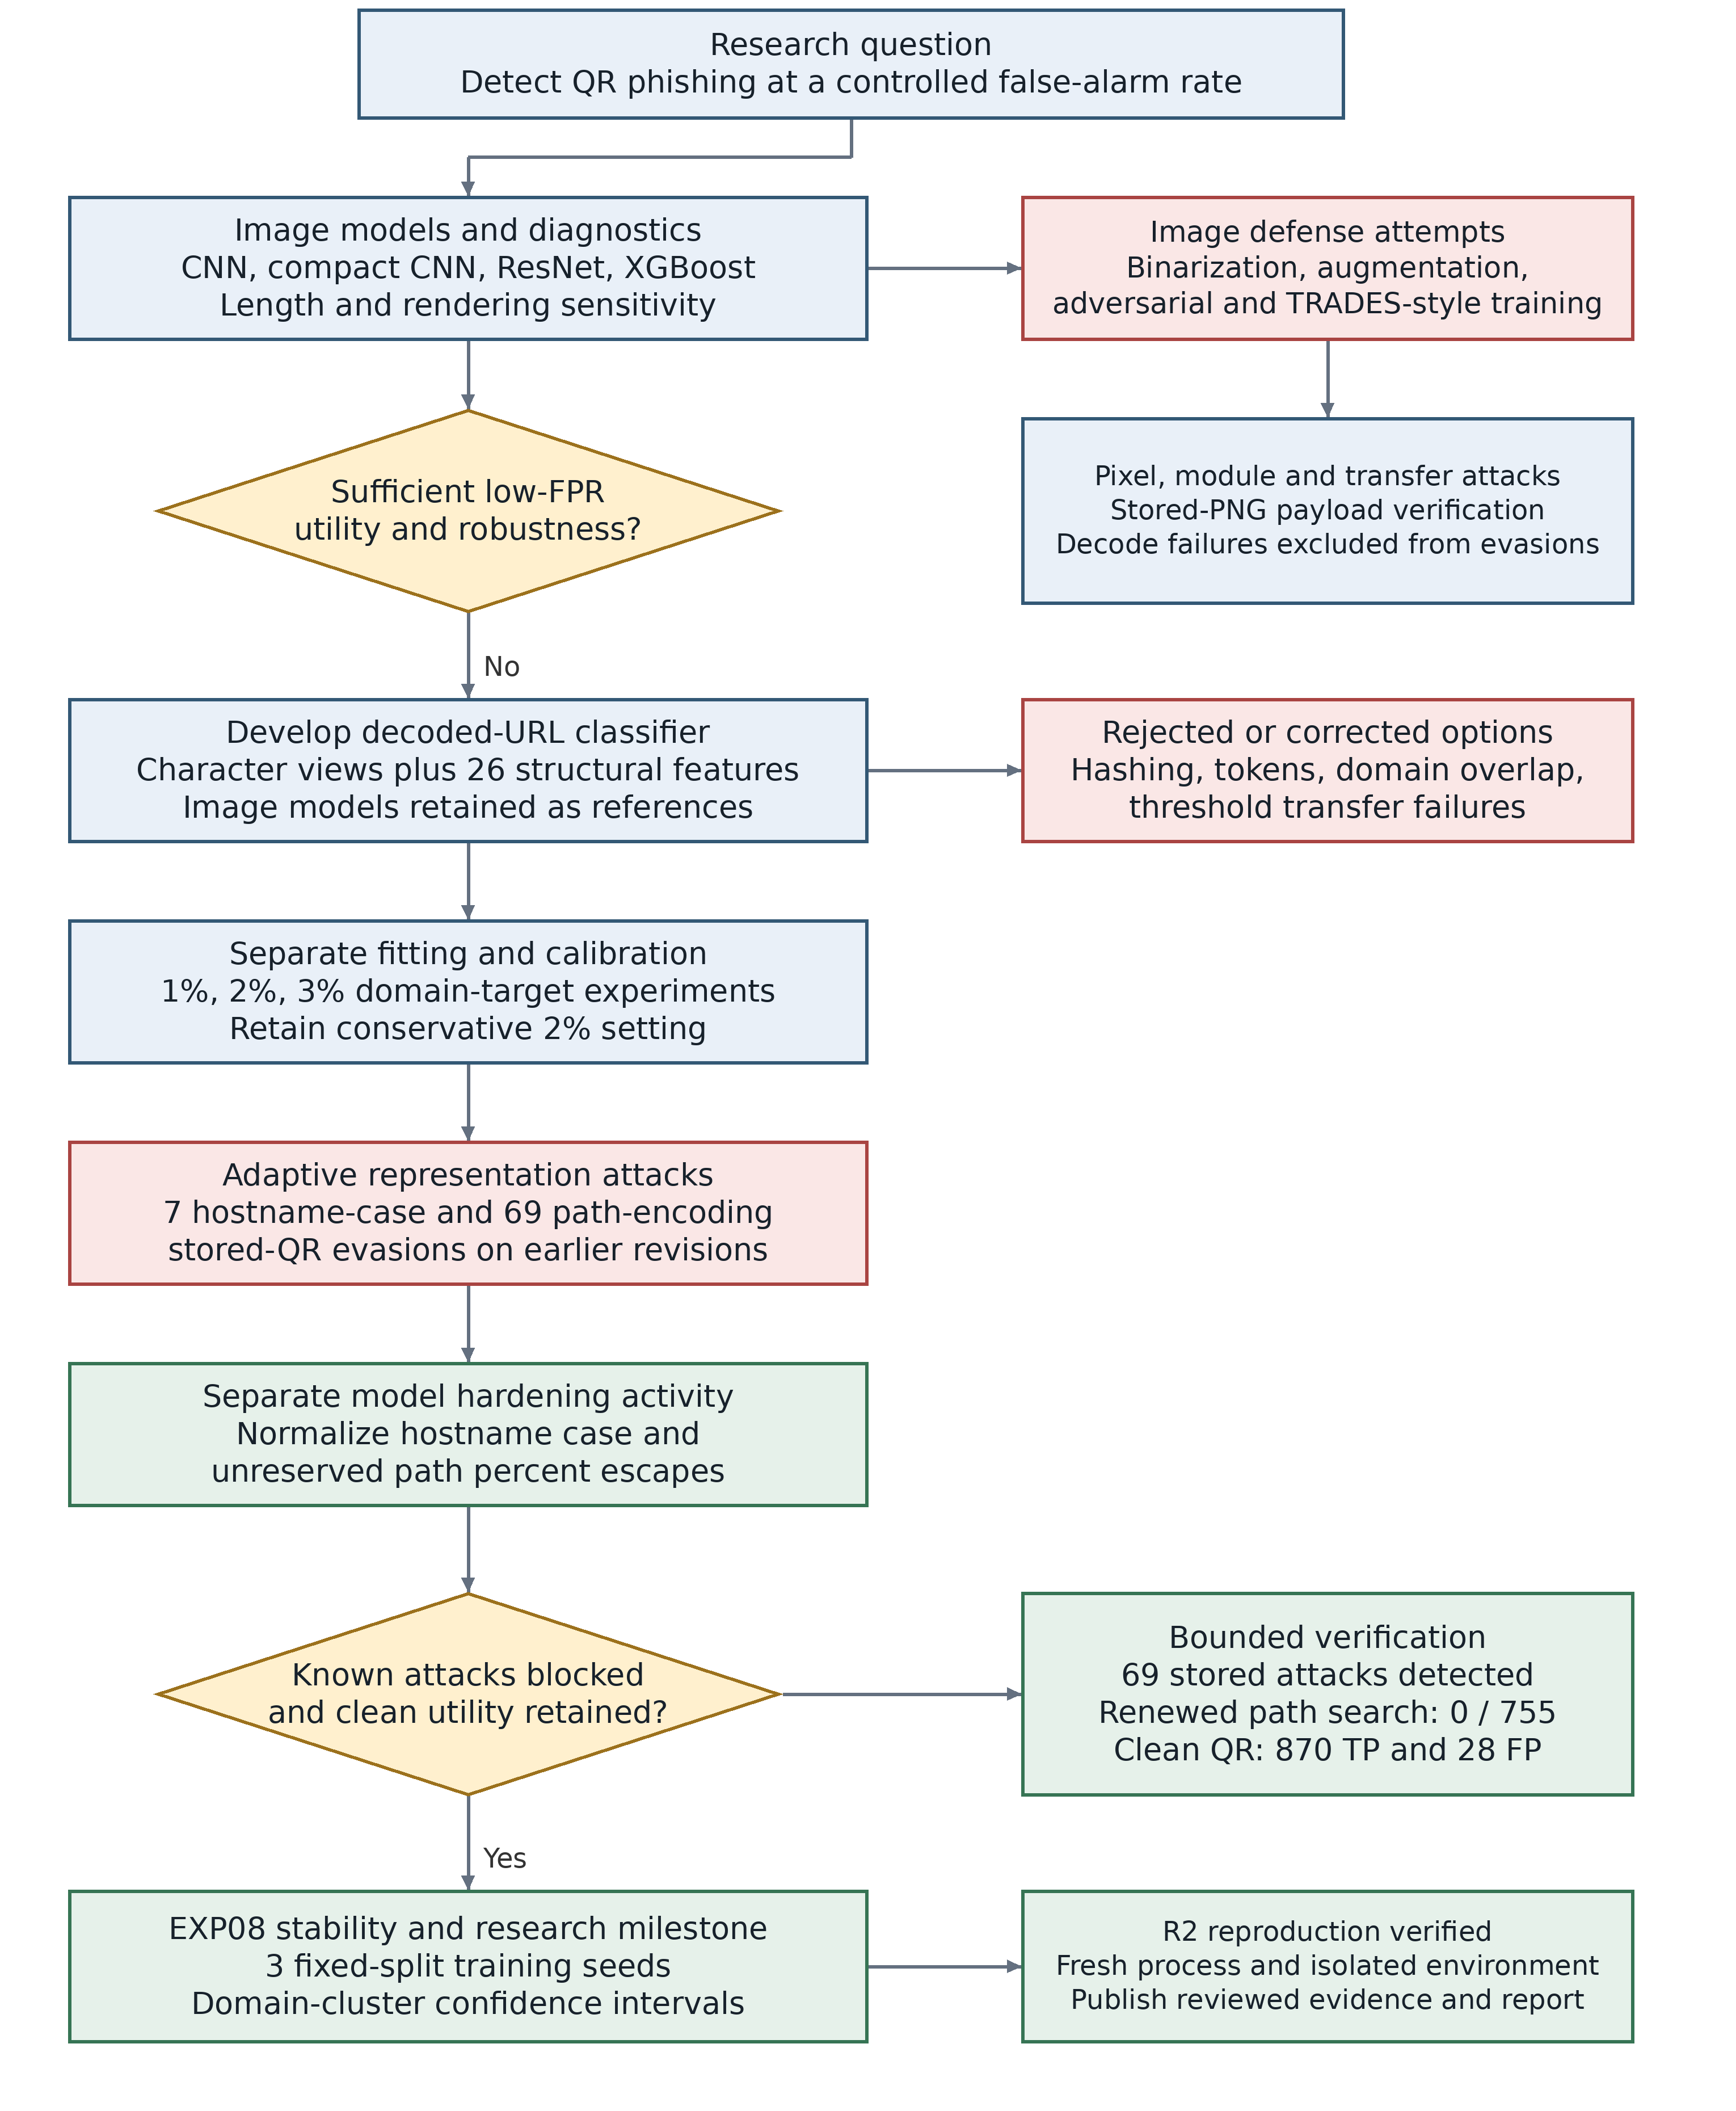 Research question
Detect QR phishing at a controlled false-alarm rate
Image models and diagnostics
CNN, compact CNN, ResNet, XGBoost
Length and rendering sensitivity
Image defense attempts
Binarization, augmentation,
adversarial and TRADES-style training
Sufficient low-FPR
utility and robustness?
Pixel, module and transfer attacks
Stored-PNG payload verification
Decode failures excluded from evasions
No
Develop decoded-URL classifier
Character views plus 26 structural features
Image models retained as references
Rejected or corrected options
Hashing, tokens, domain overlap,
threshold transfer failures
Separate fitting and calibration
1%, 2%, 3% domain-target experiments
Retain conservative 2% setting
Adaptive representation attacks
7 hostname-case and 69 path-encoding
stored-QR evasions on earlier revisions
Separate model hardening activity
Normalize hostname case and
unreserved path percent escapes
Known attacks blocked
and clean utility retained?
Bounded verification
69 stored attacks detected
Renewed path search: 0 / 755
Clean QR: 870 TP and 28 FP
Yes
EXP08 stability and research milestone
3 fixed-split training seeds
Domain-cluster confidence intervals
R2 reproduction verified
Fresh process and isolated environment
Publish reviewed evidence and report